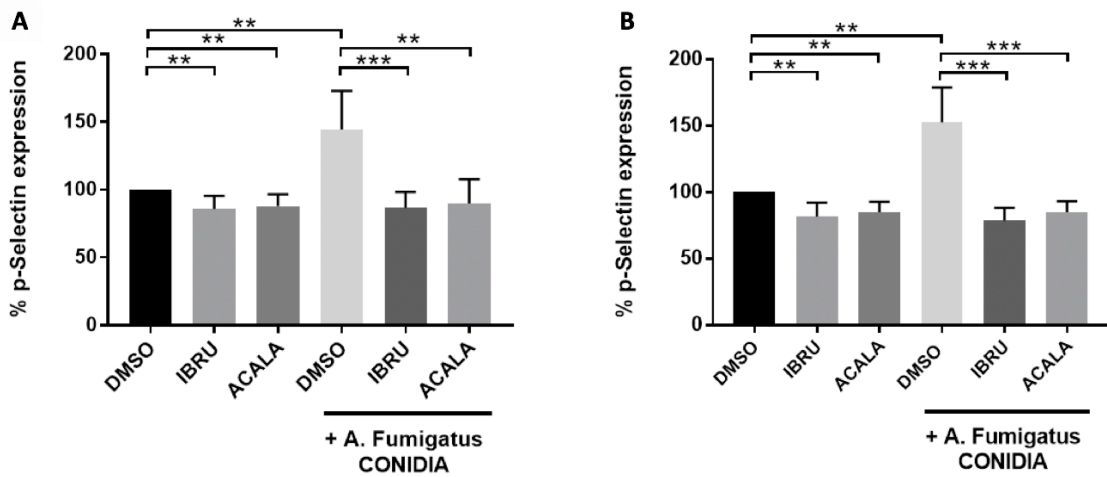 A
% p-Selectin expression
200
150
100
50
0
**
**
**
**
***
DMSO
IBRU
ACALA
DMSO
IBRU
ACALA
+ A. Fumigatus
CONIDIA
B
% p-Selectin expression
200
150
100
50
0
**
**
***
**
***
DMSO
IBRU
ACALA
DMSO
IBRU
ACALA
+ A. Fumigatus
CONIDIA